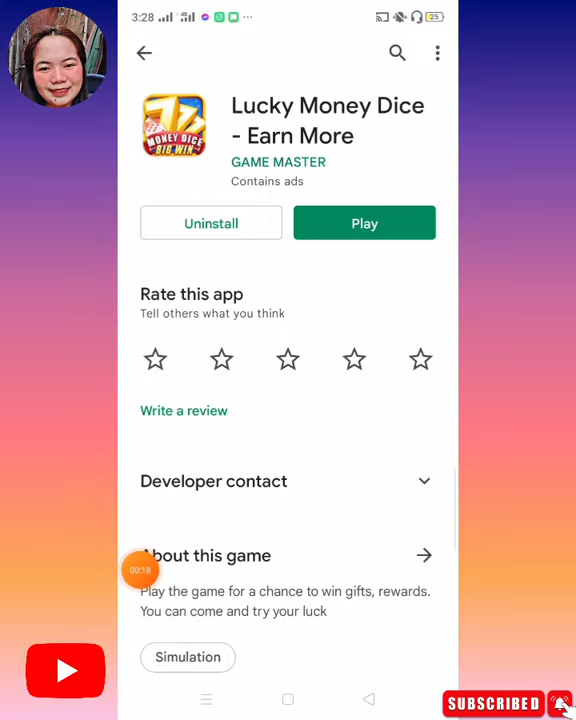 3:28
25
777
MONEY DICE
BIG WIN
Lucky Money Dice
- Earn More
GAME MASTER
Contains ads
Uninstall
Play
Rate this app
Tell others what you think
Write a review
Developer contact
About this game
00:18
Play the game for a chance to win gifts, rewards.
You can come and try your luck
Simulation
SUBSCRIBED